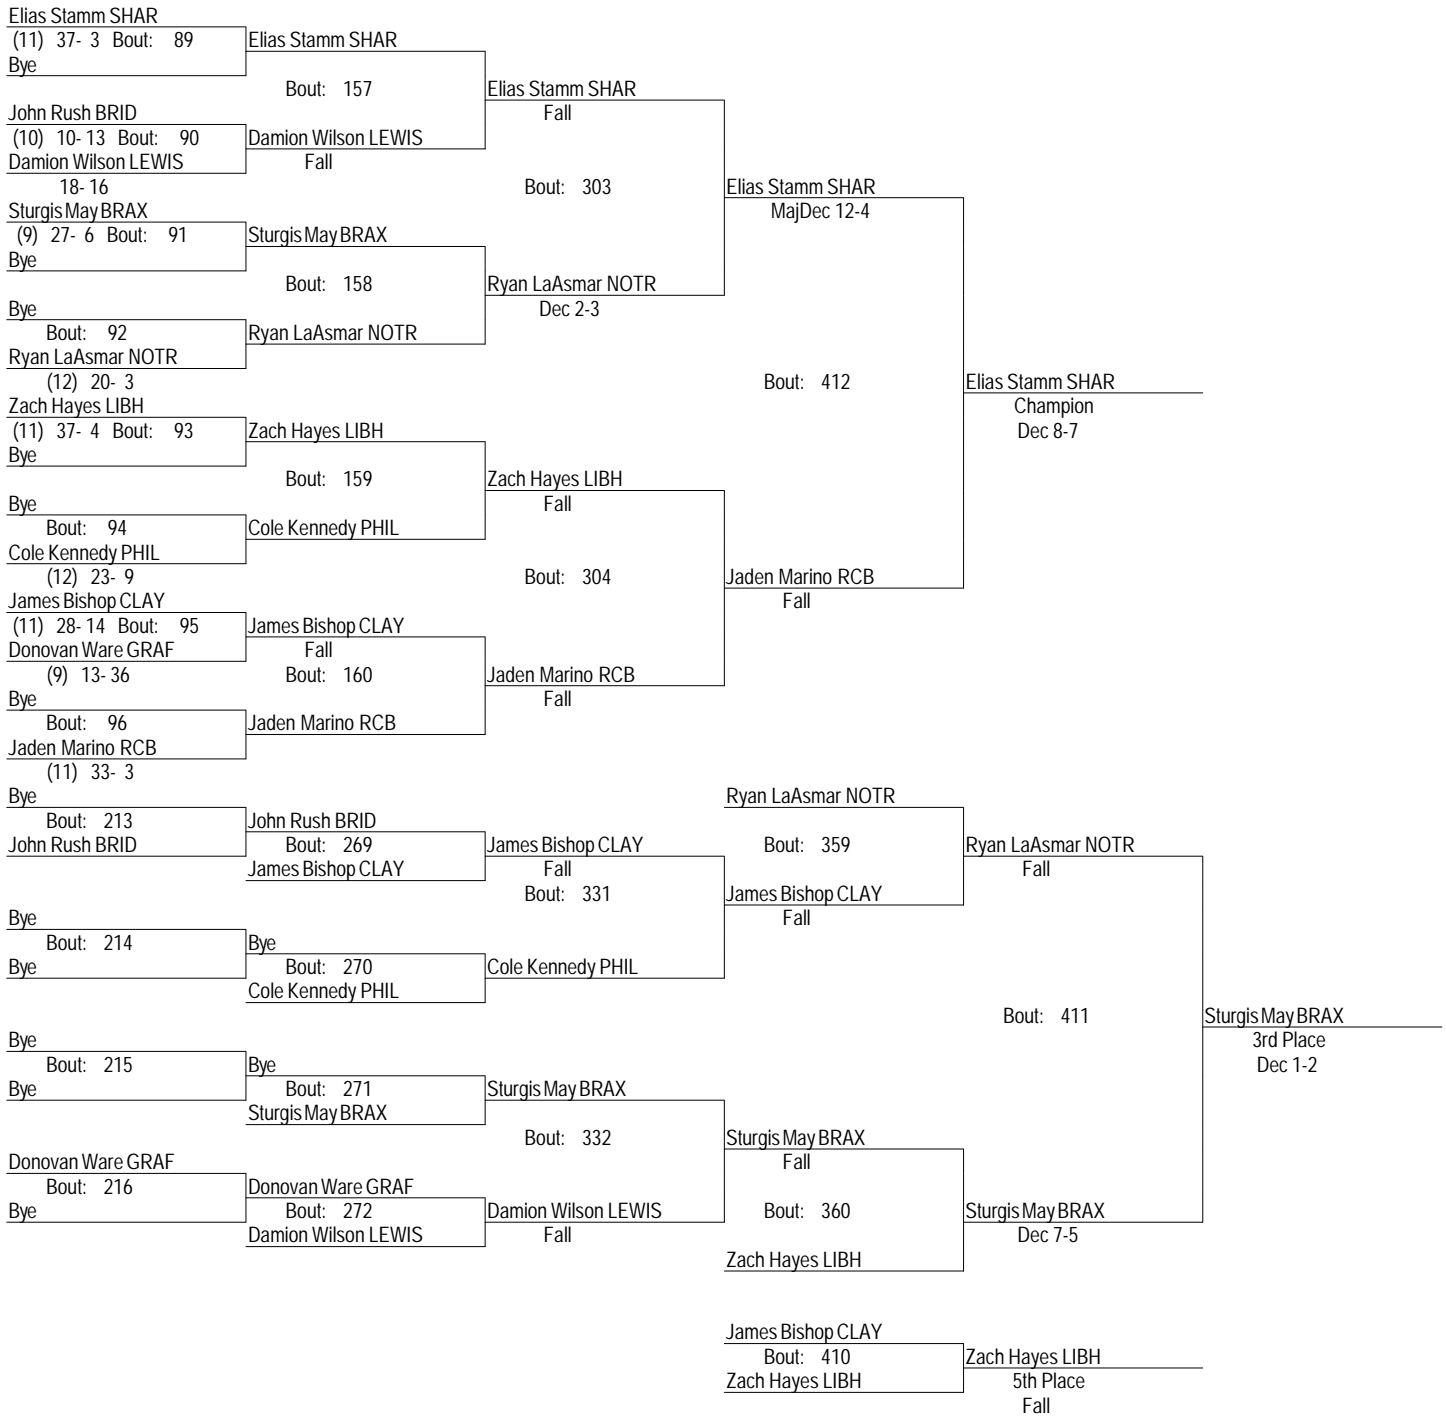 Elias Stamm SHAR
(11) 37- 3 Bout: 89
Bye
Elias Stamm SHAR
Bout: 157
John Rush BRID
(10) 10- 13 Bout: 90
Damion Wilson LEWIS
18- 16
Damion Wilson LEWIS
Fall
Elias Stamm SHAR
Fall
Bout: 303
Sturgis May BRAX
(9) 27- 6 Bout: 91
Bye
Sturgis May BRAX
Bout: 158
Bye
Bout: 92
Ryan LaAsmar NOTR
(12) 20- 3
Ryan LaAsmar NOTR
Ryan LaAsmar NOTR
Dec 2-3
Elias Stamm SHAR
MajDec 12-4
Bout: 412
Zach Hayes LIBH
(11) 37- 4 Bout: 93
Bye
Zach Hayes LIBH
Bout: 159
Bye
Bout: 94
Cole Kennedy PHIL
(12) 23- 9
Cole Kennedy PHIL
Zach Hayes LIBH
Fall
Bout: 304
James Bishop CLAY
(11) 28- 14 Bout: 95
Donovan Ware GRAF
(9) 13- 36
James Bishop CLAY
Fall
Bout: 160
Bye
Bout: 96
Jaden Marino RCB
(11) 33- 3
Jaden Marino RCB
Jaden Marino RCB
Fall
Jaden Marino RCB
Fall
Elias Stamm SHAR
Champion
Dec 8-7
Bye
Bout: 213
John Rush BRID
John Rush BRID
Bout: 269
James Bishop CLAY
James Bishop CLAY
Fall
Bout: 331
Bye
Bout: 214
Bye
Bye
Bout: 270
Cole Kennedy PHIL
Cole Kennedy PHIL
Ryan LaAsmar NOTR
Bout: 359
James Bishop CLAY
Fall
Ryan LaAsmar NOTR
Fall
Bout: 411
Bye
Bout: 215
Bye
Bye
Bout: 271
Sturgis May BRAX
Sturgis May BRAX
Bout: 332
Donovan Ware GRAF
Bout: 216
Bye
Donovan Ware GRAF
Bout: 272
Damion Wilson LEWIS
Damion Wilson LEWIS
Fall
Sturgis May BRAX
Fall
Bout: 360
Zach Hayes LIBH
Sturgis May BRAX
Dec 7-5
Sturgis May BRAX
3rd Place
Dec 1-2
James Bishop CLAY
Bout: 410
Zach Hayes LIBH
Zach Hayes LIBH
5th Place
Fall